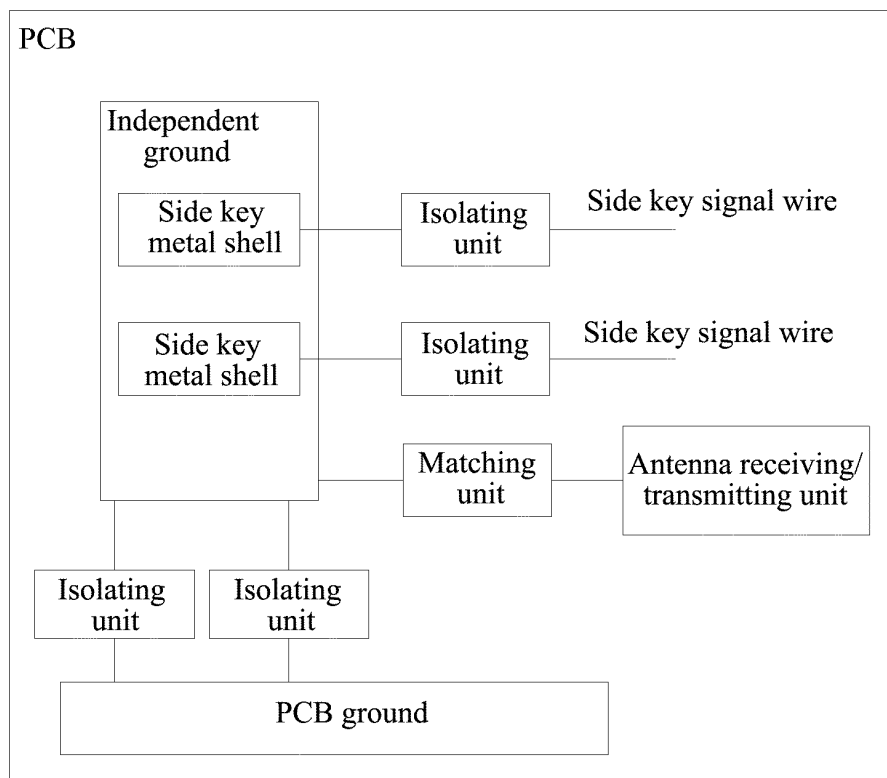 PCB
Independent
ground
Side key
metal shell
Isolating
unit
Side key signal wire
Side key
metal shell
Isolating
unit
Side key signal wire
Matching
unit
Antenna receiving/
transmitting unit
Isolating
unit
Isolating
unit
PCB ground